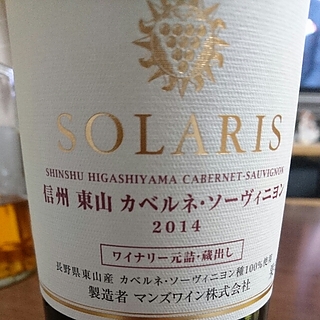 SOLARIS
SHINSHU HIGASHIYAMA CABERNET-SAUVIGNON
信州 東山 カベルネ・ソーヴィニヨン
2014
ワイナリー元詰・蔵出し
長野県東山産 カベルネ・ソーヴィニヨン種100%使用
製造者 マンズワイン株式会社